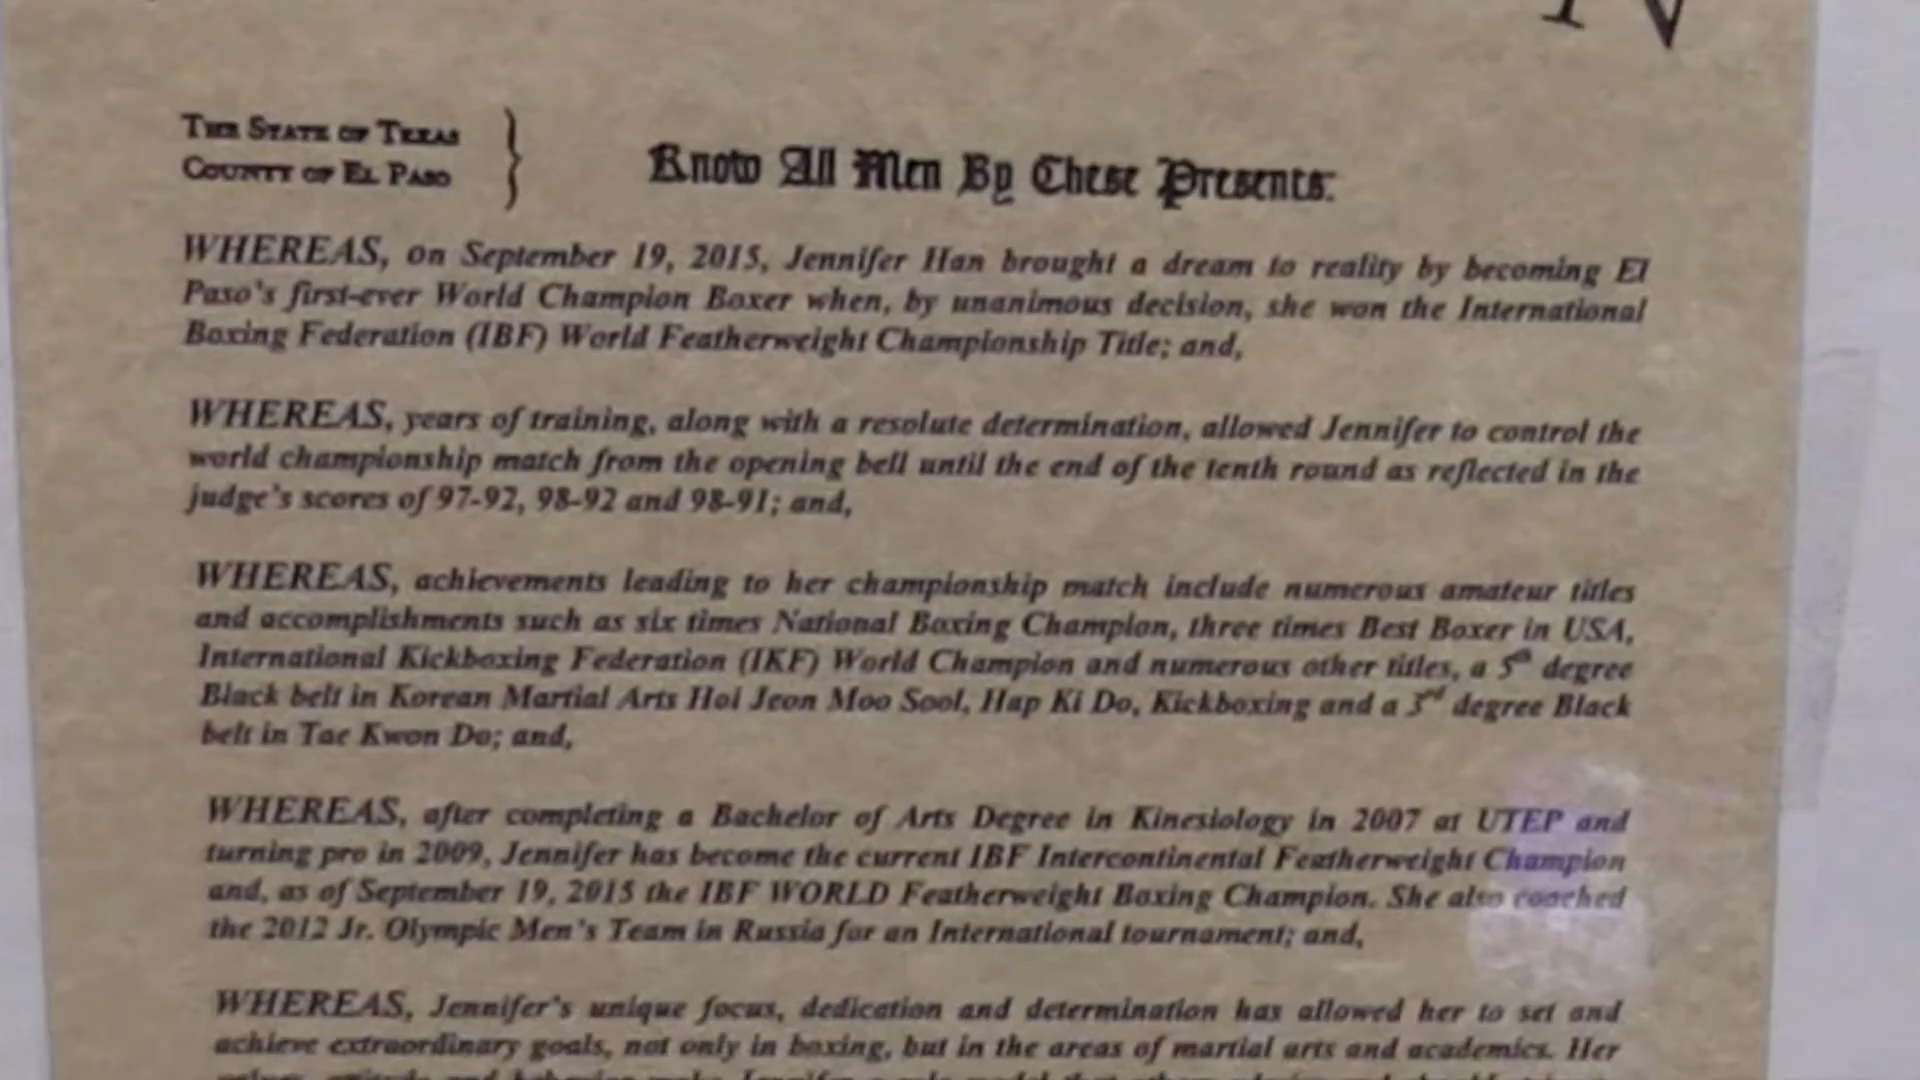 THE STATE OF TEXAS
COUNTY OF EL PASO
Know All Men By These Presents:
WHEREAS, on September 19, 2015, Jennifer Han brought a dream to reality by becoming El
Paso's first-ever World Champion Boxer when, by unanimous decision, she won the International
Boxing Federation (IBF) World Featherweight Championship Title; and,
WHEREAS, years of training, along with a resolute determination, allowed Jennifer to control the
world championship match from the opening bell until the end of the tenth round as reflected in the
judge's scores of 97-92, 98-92 and 98-91; and,
WHEREAS, achievements leading to her championship match include numerous amateur titles
and accomplishments such as six times National Boxing Champion, three times Best Boxer in USA,
International Kickboxing Federation (IKF) World Champion and numerous other titles, a 5th degree
Black belt in Korean Martial Arts Hoi Jeon Moo Sool, Hap Ki Do, Kickboxing and a 3rd degree Black
belt in Tae Kwon Do; and,
WHEREAS, after completing a Bachelor of Arts Degree in Kinesiology in 2007 at UTEP and
turning pro in 2009, Jennifer has become the current IBF Intercontinental Featherweight Champion
and, as of September 19, 2015 the IBF WORLD Featherweight Boxing Champion. She also coached
the 2012 Jr. Olympic Men's Team in Russia for an International tournament; and,
WHEREAS, Jennifer's unique focus, dedication and determination has allowed her to set and
achieve extraordinary goals, not only in boxing, but in the areas of martial arts and academics. Her